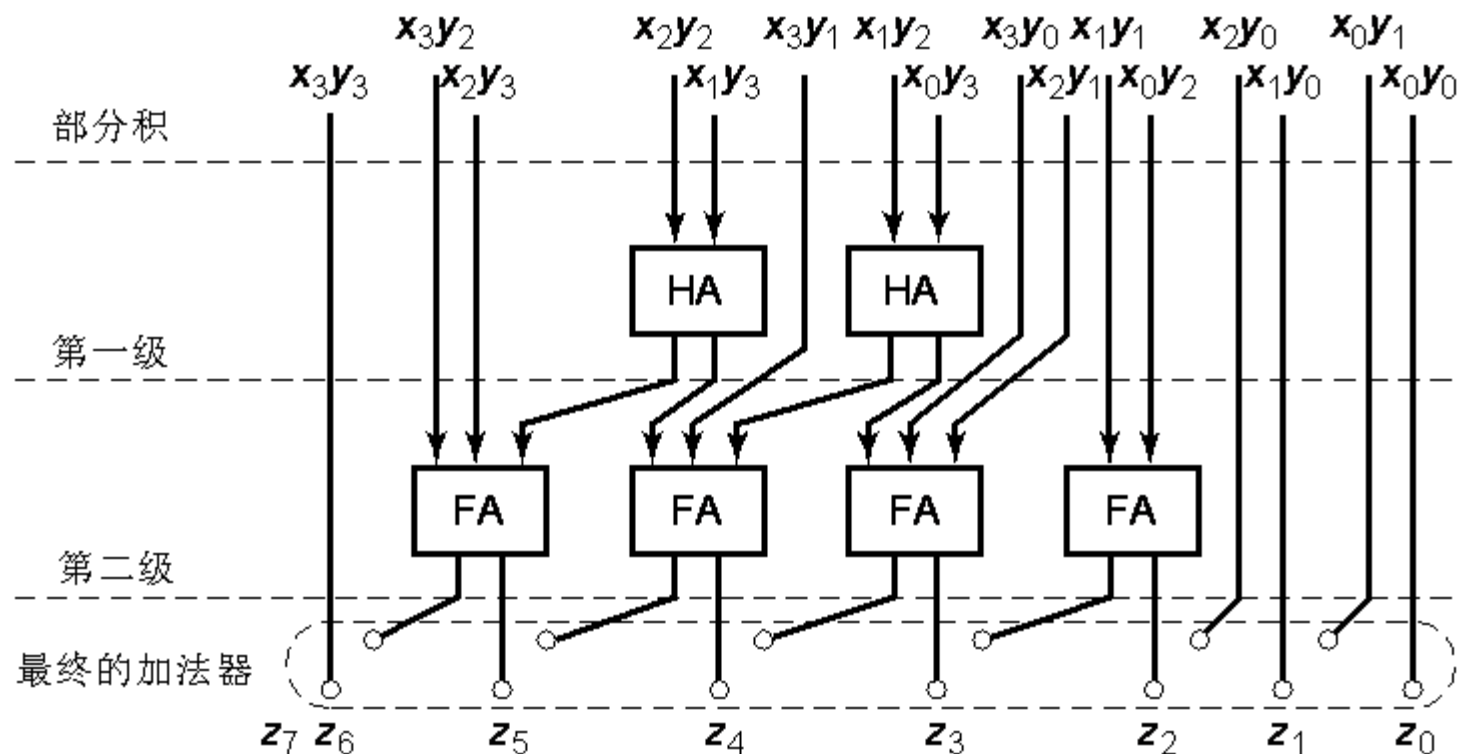 x₃y₂ x₂y₂ x₃y₁ x₁y₂ x₃y₀ x₁y₁ x₂y₀ x₀y₁
x₃y₃ x₂y₃ x₁y₃ x₀y₃ x₂y₁ x₀y₂ x₁y₀ x₀y₀
部分积
HA HA
第一级
FA FA FA FA
第二级
最终的加法器
z₇ z₆ z₅ z₄ z₃ z₂ z₁ z₀